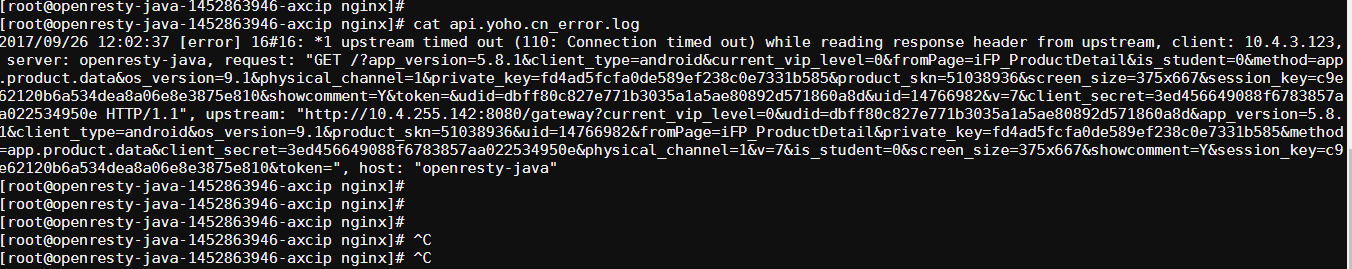 [root@openresty-java-1452863946-axcip nginx]#
[root@openresty-java-1452863946-axcip nginx]# cat api.yoho.cn_error.log
2017/09/26 12:02:37 [error] 16#16: *1 upstream timed out (110: Connection timed out) while reading response header from upstream, client: 10.4.3.123,
 server: openresty-java, request: "GET /?app_version=5.8.1&client_type=android&current_vip_level=0&fromPage=iFP_ProductDetail&is_student=0&method=app
.product.data&os_version=9.1&physical_channel=1&private_key=fd4ad5fcfa0de589ef238c0e7331b585&product_skn=51038936&screen_size=375x667&session_key=c9e
62120b6a534dea8a06e8e3875e810&showcomment=Y&token=&udid=dbff80c827e771b3035a1a5ae80892d571860a8d&uid=14766982&v=7&client_secret=3ed456649088f6783857a
a022534950e HTTP/1.1", upstream: "http://10.4.255.142:8080/gateway?current_vip_level=0&udid=dbff80c827e771b3035a1a5ae80892d571860a8d&app_version=5.8.
1&client_type=android&os_version=9.1&product_skn=51038936&uid=14766982&fromPage=iFP_ProductDetail&private_key=fd4ad5fcfa0de589ef238c0e7331b585&method
=app.product.data&client_secret=3ed456649088f6783857aa022534950e&physical_channel=1&v=7&is_student=0&screen_size=375x667&showcomment=Y&session_key=c9
e62120b6a534dea8a06e8e3875e810&token=", host: "openresty-java"
[root@openresty-java-1452863946-axcip nginx]#
[root@openresty-java-1452863946-axcip nginx]#
[root@openresty-java-1452863946-axcip nginx]#
[root@openresty-java-1452863946-axcip nginx]# ^C
[root@openresty-java-1452863946-axcip nginx]# ^C